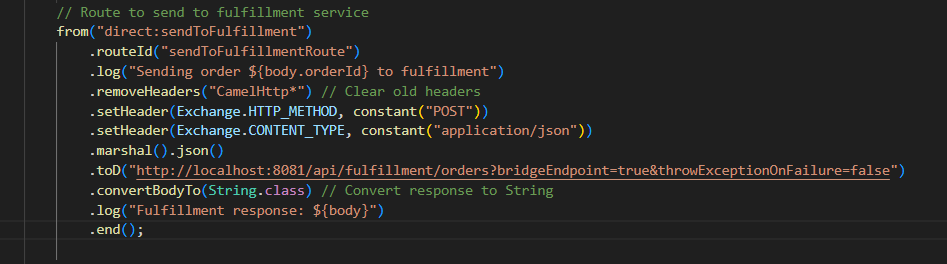 // Route to send to fulfillment service
from("direct:sendToFulfillment")
.routeId("sendToFulfillmentRoute")
.log("Sending order ${body.orderId} to fulfillment")
.removeHeaders("CamelHttp*") // Clear old headers
.setHeader(Exchange.HTTP_METHOD, constant("POST"))
.setHeader(Exchange.CONTENT_TYPE, constant("application/json"))
.marshal().json()
.toD("http://localhost:8081/api/fulfillment/orders?bridgeEndpoint=true&throwExceptionOnFailure=false")
.convertBodyTo(String.class) // Convert response to String
.log("Fulfillment response: ${body}")
.end();